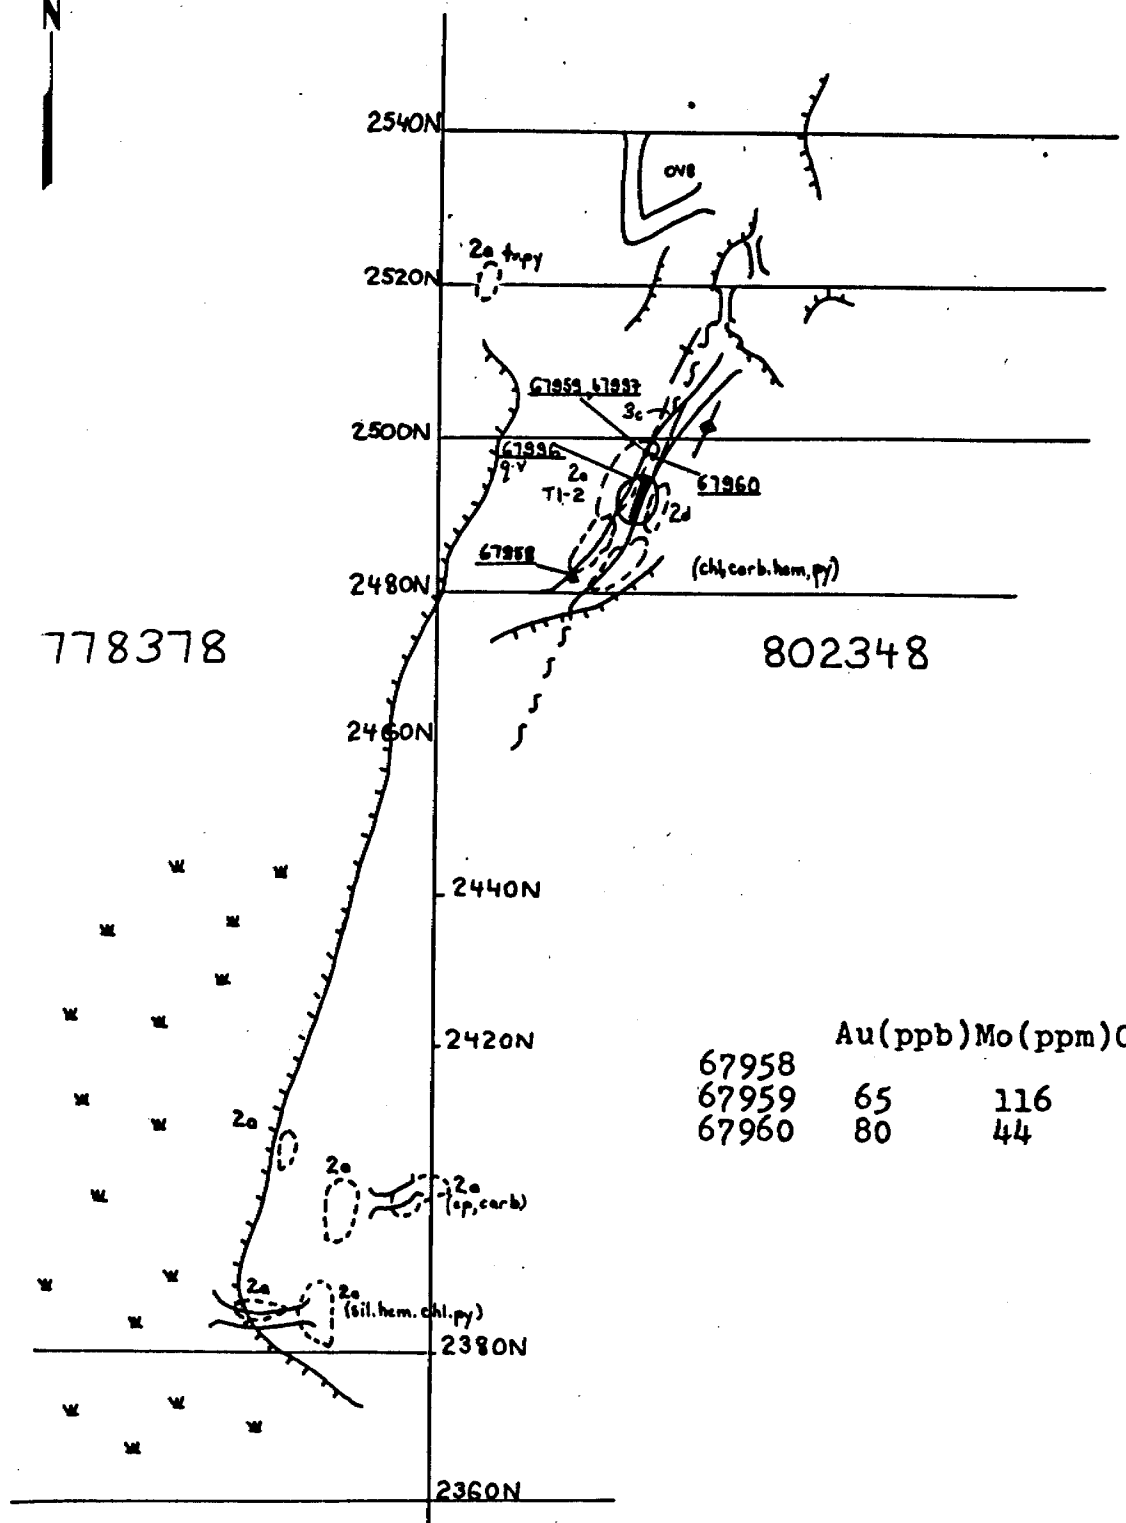 N
2540N
OVB
2a tr.py
2520N
67959, 67997
3c
2500N
67996
q.v
2a
T1-2
67960
2d
67958
(chl,carb.hem,py)
2480N
778378
802348
2460N
2440N
2420N
Au(ppb)Mo(ppm)C
67958
67959 65 116
67960 80 44
2a
2a
2a
(cp,carb)
2a
2a
(sil.hem.chl.py)
2380N
2360N